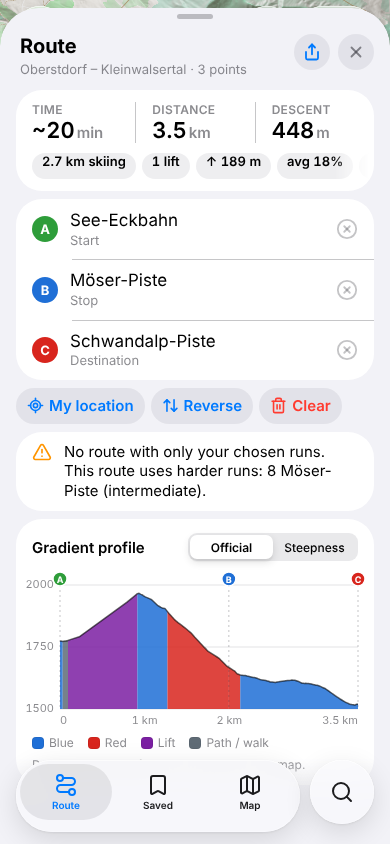 Route
Oberstdorf – Kleinwalsertal · 3 points
TIME DISTANCE DESCENT
~20 min 3.5 km 448 m
2.7 km skiing 1 lift ↑ 189 m avg 18%
A See-Eckbahn
Start
B Möser-Piste
Stop
C Schwandalp-Piste
Destination
My location Reverse Clear
No route with only your chosen runs.
This route uses harder runs: 8 Möser-
Piste (intermediate).
Gradient profile Official Steepness
A B C
2000
1750
1500
0 1 km 2 km 3.5 km
Blue Red Lift Path / walk
map.
Route Saved Map